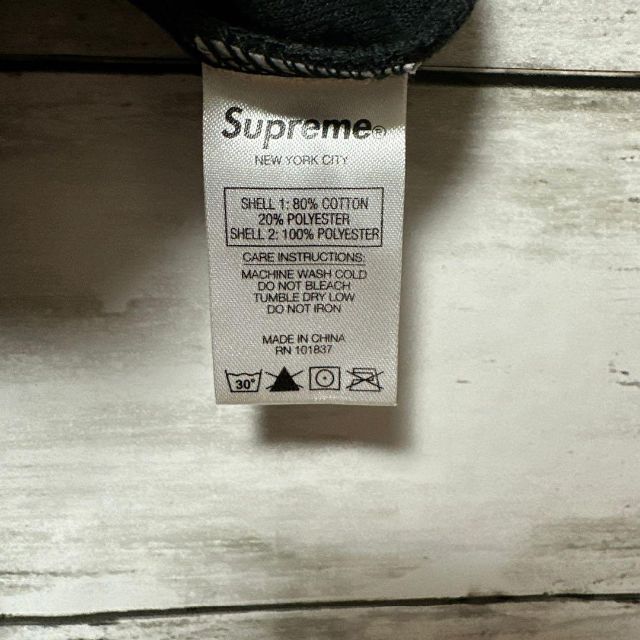 Supreme®
NEW YORK CITY
SHELL 1: 80% COTTON
20% POLYESTER
SHELL 2: 100% POLYESTER
CARE INSTRUCTIONS:
MACHINE WASH COLD
DO NOT BLEACH
TUMBLE DRY LOW
DO NOT IRON
MADE IN CHINA
RN 101837
30°